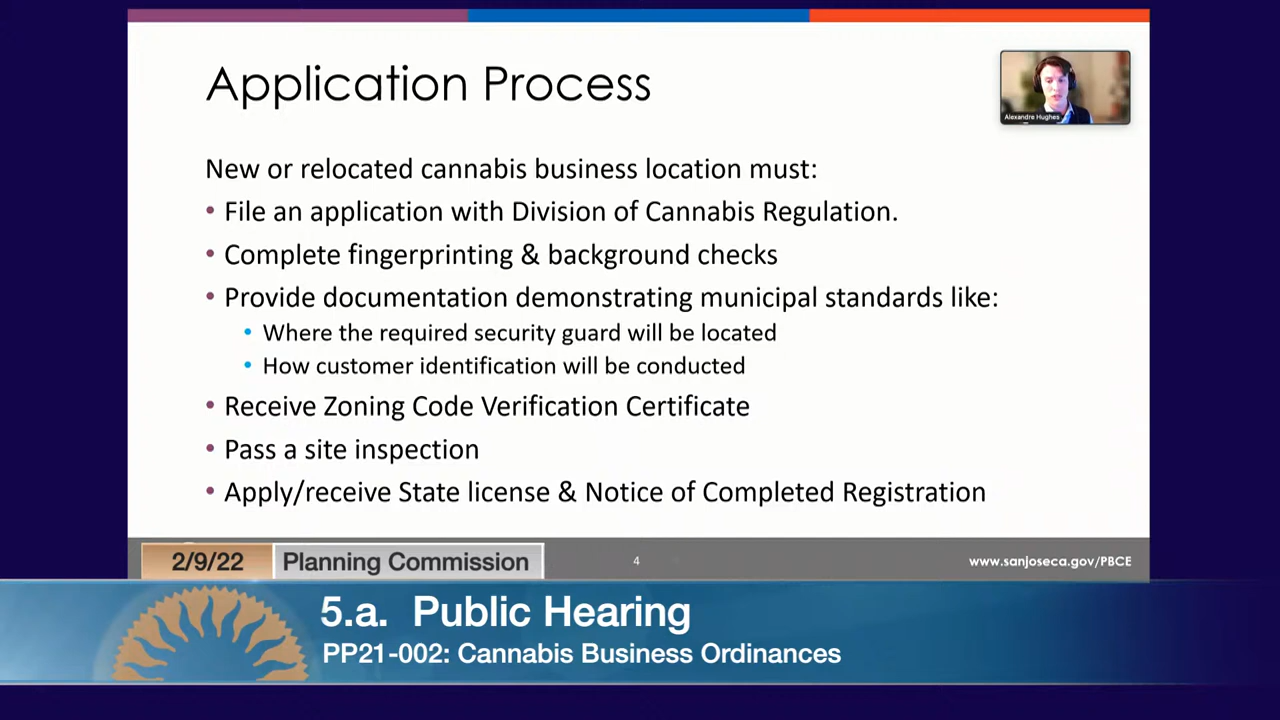 Application Process
Alexandre Hughes
New or relocated cannabis business location must:
• File an application with Division of Cannabis Regulation.
• Complete fingerprinting & background checks
• Provide documentation demonstrating municipal standards like:
• Where the required security guard will be located
• How customer identification will be conducted
• Receive Zoning Code Verification Certificate
• Pass a site inspection
• Apply/receive State license & Notice of Completed Registration
2/9/22 Planning Commission 4 www.sanjoseca.gov/PBCE
5.a. Public Hearing
PP21-002: Cannabis Business Ordinances